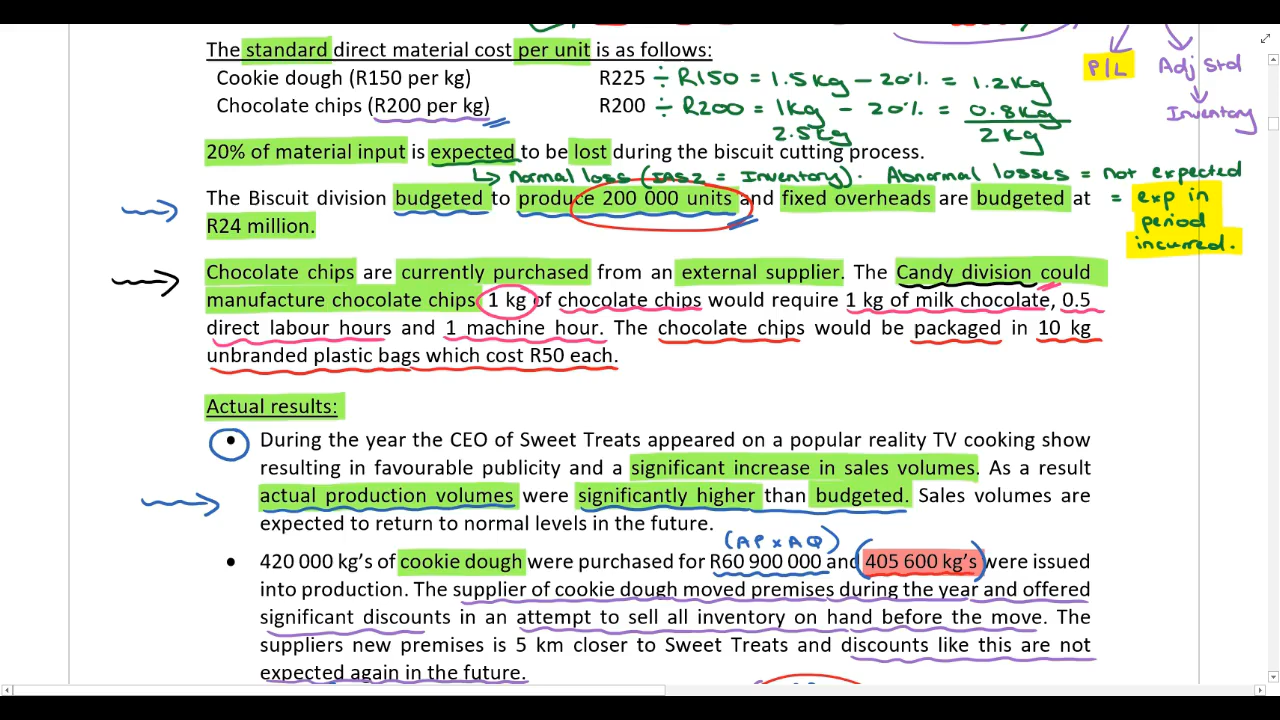 The standard direct material cost per unit is as follows:
P/L
Adj Std
Inventory
Cookie dough (R150 per kg) R225 ÷ R150 = 1.5kg - 20% = 1.2kg
Chocolate chips (R200 per kg) R200 ÷ R200 = 1kg - 20% = 0.8kg
2.5kg 2kg
20% of material input is expected to be lost during the biscuit cutting process.
Normal loss (IAS2 = Inventory). Abnormal losses = not expected
= exp in
period
incurred.
The Biscuit division budgeted to produce 200 000 units and fixed overheads are budgeted at
R24 million.
Chocolate chips are currently purchased from an external supplier. The Candy division could
manufacture chocolate chips. 1 kg of chocolate chips would require 1 kg of milk chocolate, 0.5
direct labour hours and 1 machine hour. The chocolate chips would be packaged in 10 kg
unbranded plastic bags which cost R50 each.
Actual results:
• During the year the CEO of Sweet Treats appeared on a popular reality TV cooking show
resulting in favourable publicity and a significant increase in sales volumes. As a result
actual production volumes were significantly higher than budgeted. Sales volumes are
expected to return to normal levels in the future.
(AP x AQ)
• 420 000 kg's of cookie dough were purchased for R60 900 000 and 405 600 kg's were issued
into production. The supplier of cookie dough moved premises during the year and offered
significant discounts in an attempt to sell all inventory on hand before the move. The
suppliers new premises is 5 km closer to Sweet Treats and discounts like this are not
expected again in the future.